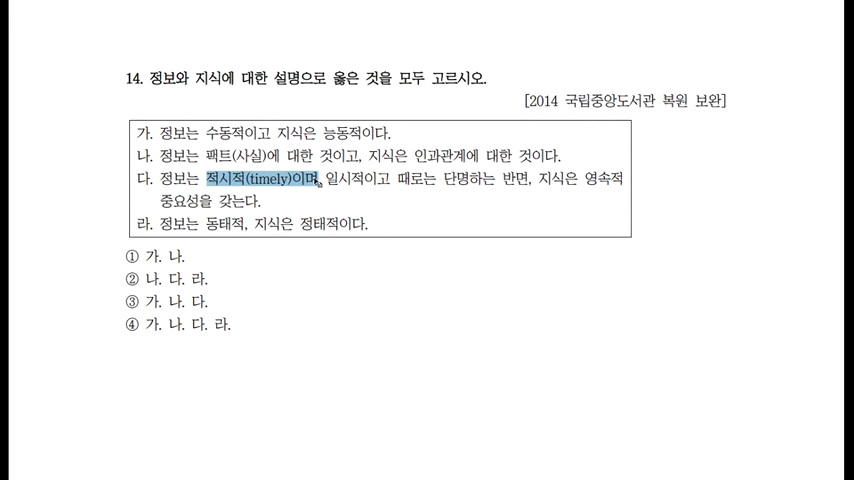 14. 정보와 지식에 대한 설명으로 옳은 것을 모두 고르시오.
[2014 국립중앙도서관 복원 보완]
가. 정보는 수동적이고 지식은 능동적이다.
나. 정보는 팩트(사실)에 대한 것이고, 지식은 인과관계에 대한 것이다.
다. 정보는 적시적(timely)이며, 일시적이고 때로는 단명하는 반면, 지식은 영속적
중요성을 갖는다.
라. 정보는 동태적, 지식은 정태적이다.
① 가. 나.
② 나. 다. 라.
③ 가. 나. 다.
④ 가. 나. 다. 라.